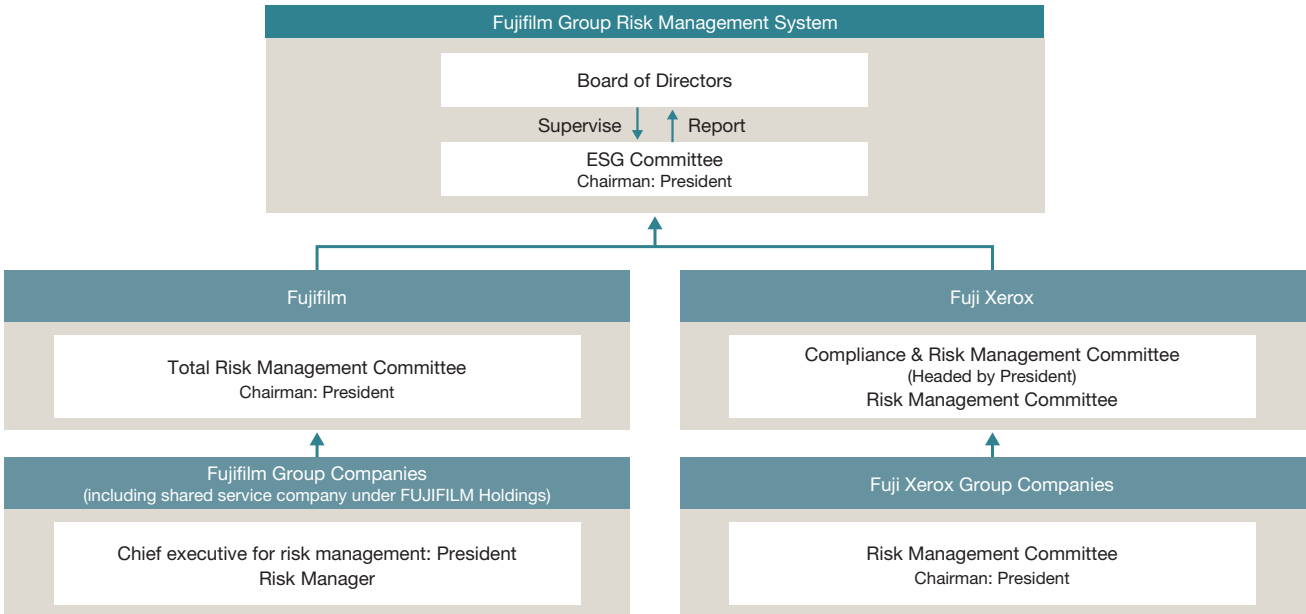 Fujifilm Group Risk Management System
Board of Directors
Supervise
Report
ESG Committee
Chairman: President
Fujifilm
Total Risk Management Committee
Chairman: President
Fuji Xerox
Compliance & Risk Management Committee
(Headed by President)
Risk Management Committee
Fujifilm Group Companies
(including shared service company under FUJIFILM Holdings)
Chief executive for risk management: President
Risk Manager
Fuji Xerox Group Companies
Risk Management Committee
Chairman: President